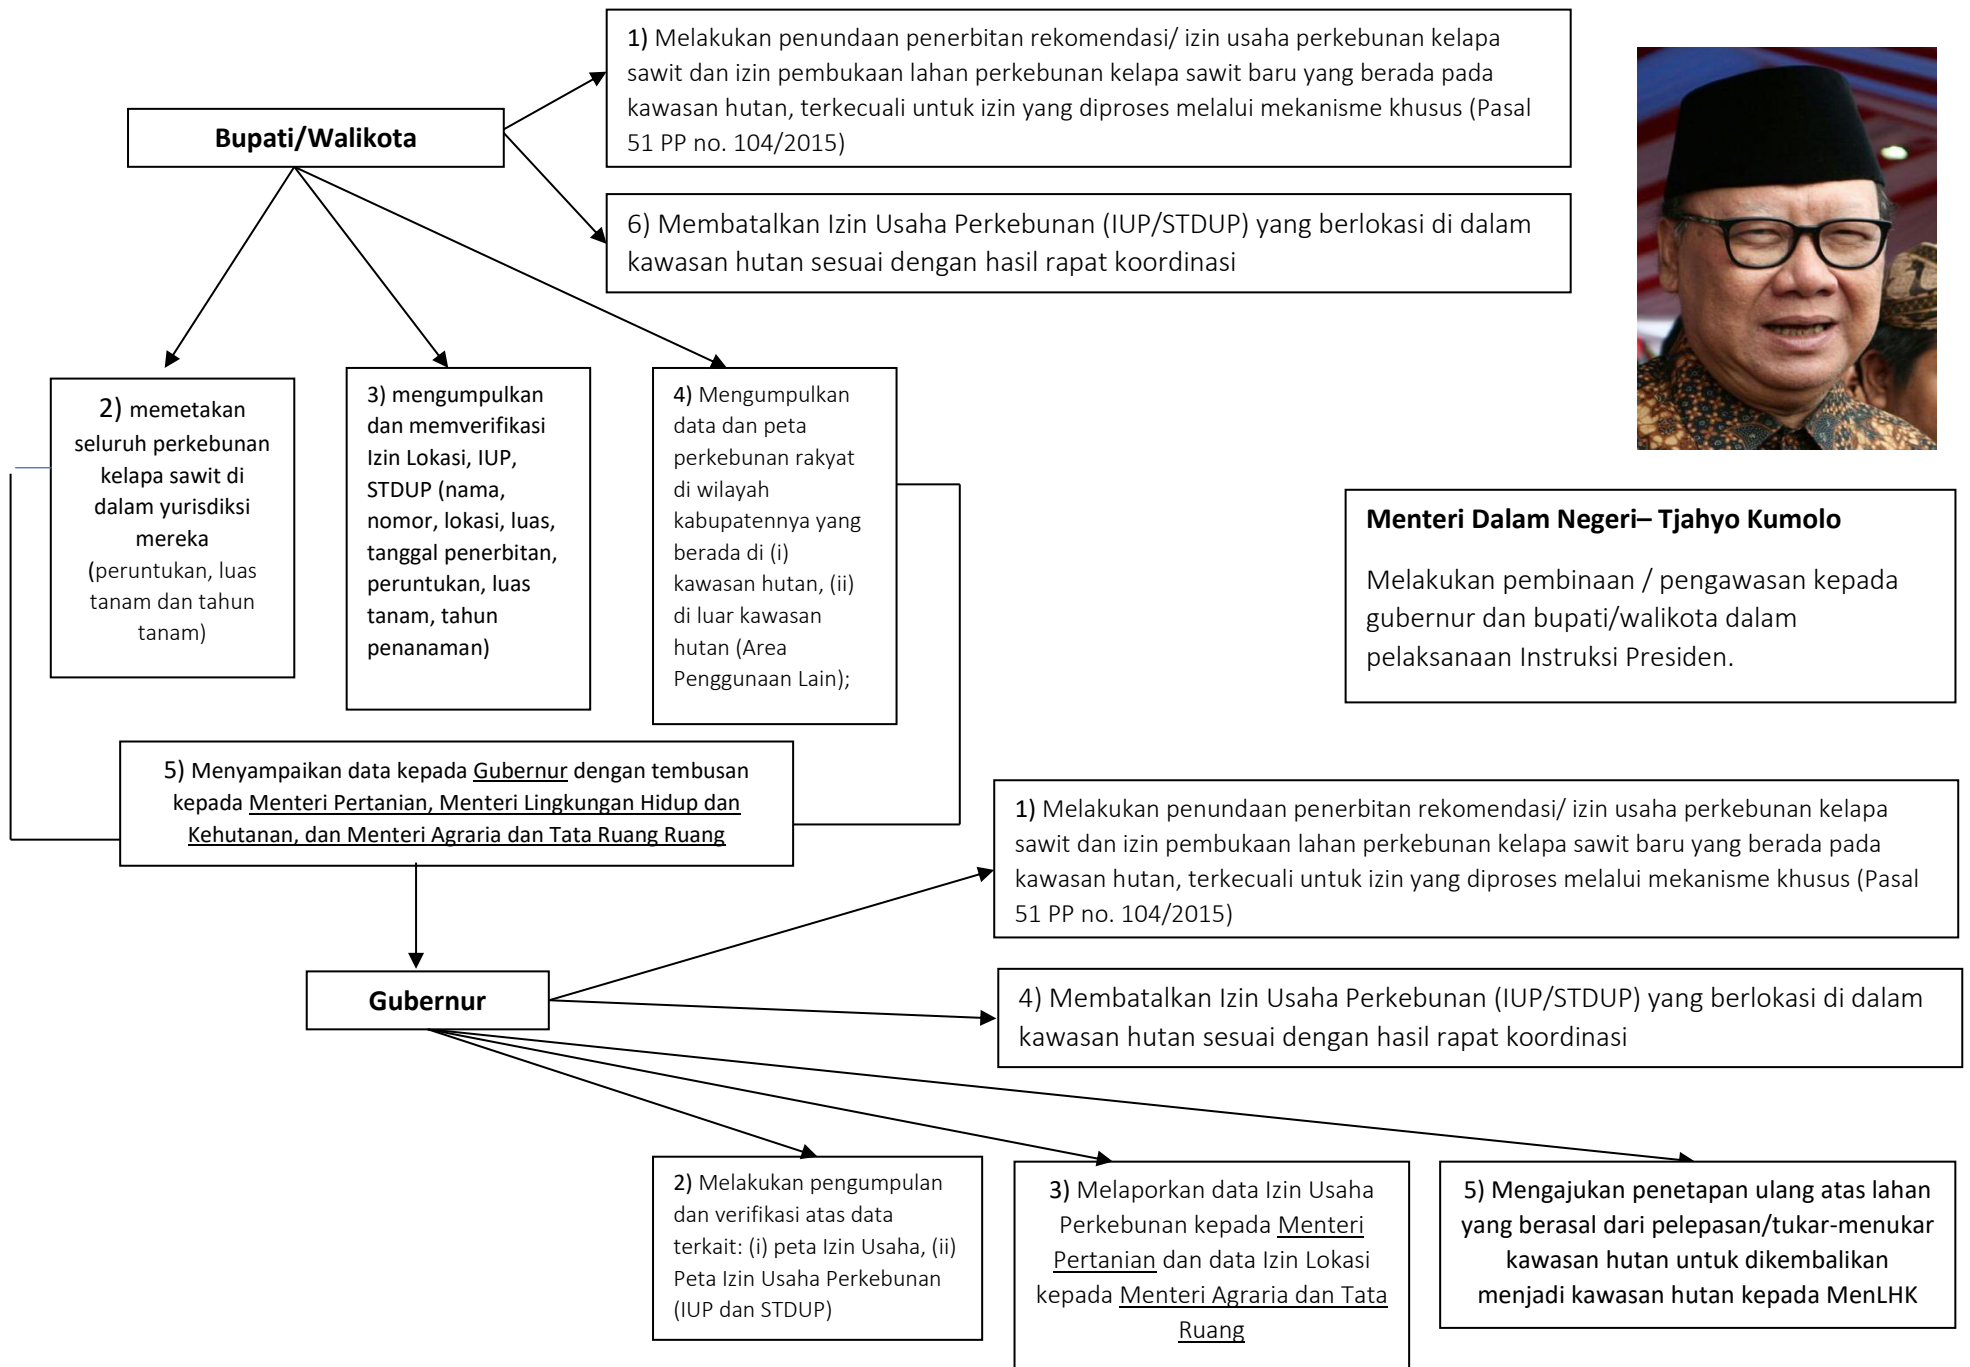 1) Melakukan penundaan penerbitan rekomendasi/ izin usaha perkebunan kelapa
sawit dan izin pembukaan lahan perkebunan kelapa sawit baru yang berada pada
kawasan hutan, terkecuali untuk izin yang diproses melalui mekanisme khusus (Pasal
51 PP no. 104/2015)
Bupati/Walikota
6) Membatalkan Izin Usaha Perkebunan (IUP/STDUP) yang berlokasi di dalam
kawasan hutan sesuai dengan hasil rapat koordinasi
2) memetakan
seluruh perkebunan
kelapa sawit di
dalam yurisdiksi
mereka
(peruntukan, luas
tanam dan tahun
tanam)
3) mengumpulkan
dan memverifikasi
Izin Lokasi, IUP,
STDUP (nama,
nomor, lokasi, luas,
tanggal penerbitan,
peruntukan, luas
tanam, tahun
penanaman)
4) Mengumpulkan
data dan peta
perkebunan rakyat
di wilayah
kabupatennya yang
berada di (i)
kawasan hutan, (ii)
di luar kawasan
hutan (Area
Penggunaan Lain);
Menteri Dalam Negeri– Tjahyo Kumolo
Melakukan pembinaan / pengawasan kepada
gubernur dan bupati/walikota dalam
pelaksanaan Instruksi Presiden.
5) Menyampaikan data kepada Gubernur dengan tembusan
kepada Menteri Pertanian, Menteri Lingkungan Hidup dan
Kehutanan, dan Menteri Agraria dan Tata Ruang Ruang
1) Melakukan penundaan penerbitan rekomendasi/ izin usaha perkebunan kelapa
sawit dan izin pembukaan lahan perkebunan kelapa sawit baru yang berada pada
kawasan hutan, terkecuali untuk izin yang diproses melalui mekanisme khusus (Pasal
51 PP no. 104/2015)
Gubernur
4) Membatalkan Izin Usaha Perkebunan (IUP/STDUP) yang berlokasi di dalam
kawasan hutan sesuai dengan hasil rapat koordinasi
2) Melakukan pengumpulan
dan verifikasi atas data
terkait: (i) peta Izin Usaha, (ii)
Peta Izin Usaha Perkebunan
(IUP dan STDUP)
3) Melaporkan data Izin Usaha
Perkebunan kepada Menteri
Pertanian dan data Izin Lokasi
kepada Menteri Agraria dan Tata
Ruang
5) Mengajukan penetapan ulang atas lahan
yang berasal dari pelepasan/tukar-menukar
kawasan hutan untuk dikembalikan
menjadi kawasan hutan kepada MenLHK